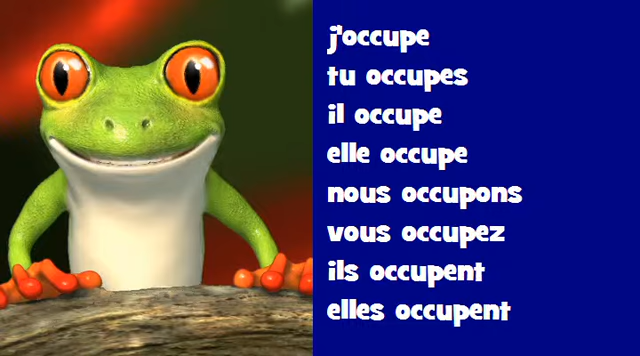 j'occupe
tu occupes
il occupe
elle occupe
nous occupons
vous occupez
ils occupent
elles occupent